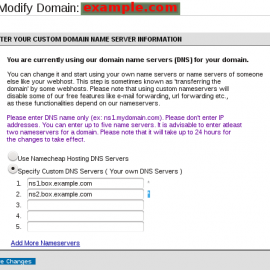 Modify Domain: example.com
TER YOUR CUSTOM DOMAIN NAME SERVER INFORMATION
You are currently using our domain name servers (DNS) for your domain.
You can change it and start using your own name servers or name servers of someone
else like your webhost. This step is sometimes known as 'transferring the
domain' by some webhosts. Please note that using custom nameservers will
disable some of our free features like e-mail forwarding, url forwarding etc.,
as these functionalities depend on our nameservers.
Please enter DNS name only (ex: ns1.mydomain.com). Please don't enter IP
addresses. You can enter up to five name servers. It is advisable to enter atleast
two nameservers for a domain. Please note that it will take up to 24 hours for
the changes to take effect.
Use Namecheap Hosting DNS Servers
Specify Custom DNS Servers ( Your own DNS Servers )
1. ns1.box.example.com *
2. ns2.box.example.com
3.
4.
5.
Add More Nameservers
e Changes